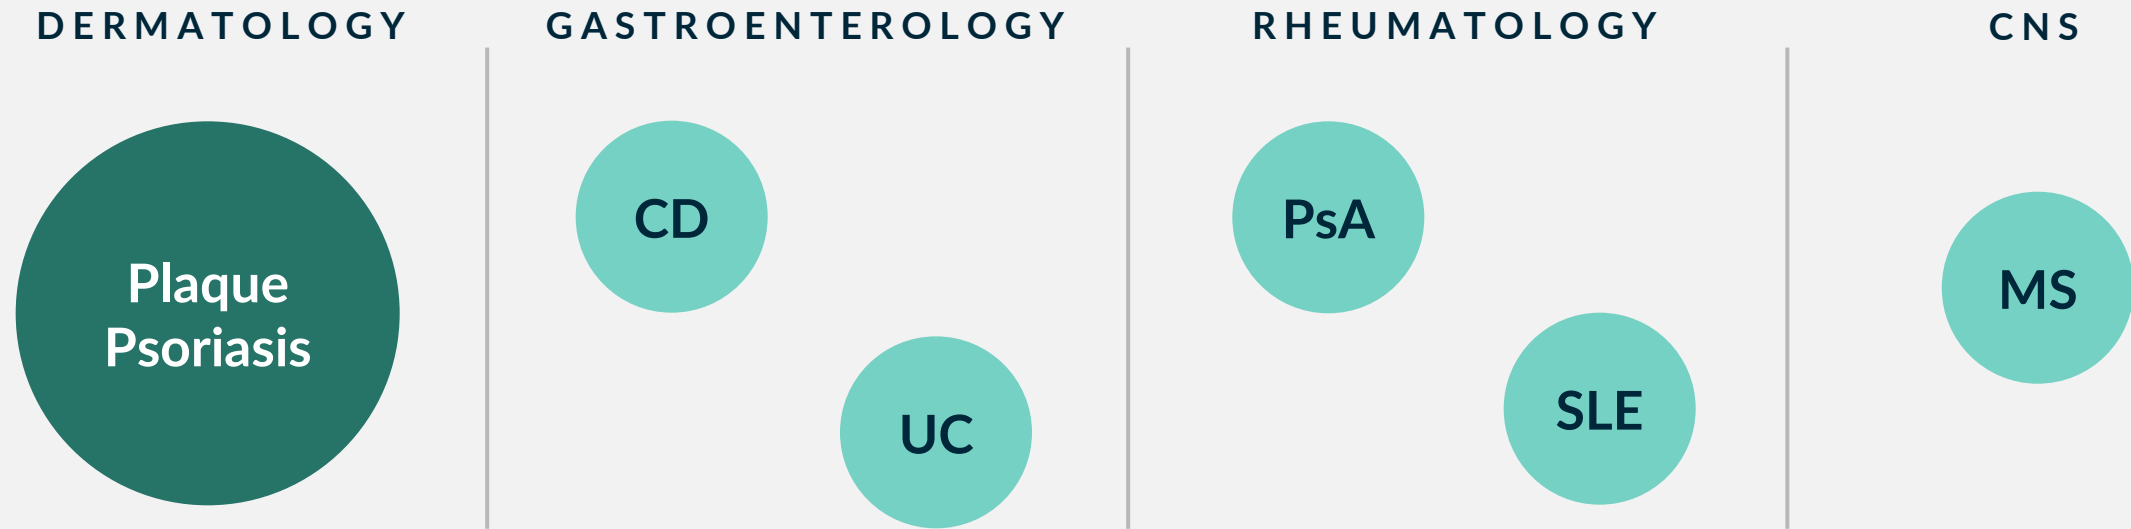 DERMATOLOGY
GASTROENTEROLOGY
RHEUMATOLOGY
CNS
Plaque
Psoriasis
CD
UC
PsA
SLE
MS